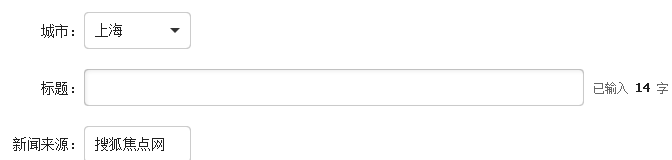 城市： 上海
标题： 已输入 14 字
新闻来源： 搜狐焦点网